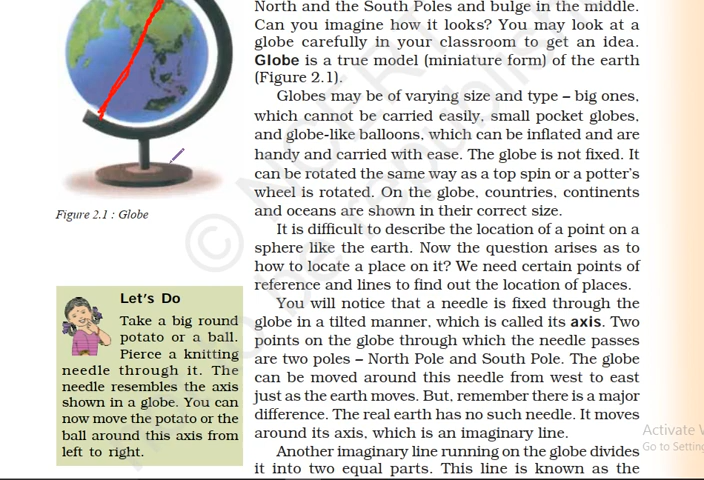 North and the South Poles and bulge in the middle.
Can you imagine how it looks? You may look at a
globe carefully in your classroom to get an idea.
Globe is a true model (miniature form) of the earth
(Figure 2.1).
Globes may be of varying size and type – big ones,
which cannot be carried easily, small pocket globes,
and globe-like balloons, which can be inflated and are
handy and carried with ease. The globe is not fixed. It
can be rotated the same way as a top spin or a potter's
wheel is rotated. On the globe, countries, continents
and oceans are shown in their correct size.
It is difficult to describe the location of a point on a
sphere like the earth. Now the question arises as to
how to locate a place on it? We need certain points of
reference and lines to find out the location of places.
You will notice that a needle is fixed through the
globe in a tilted manner, which is called its axis. Two
points on the globe through which the needle passes
are two poles – North Pole and South Pole. The globe
can be moved around this needle from west to east
just as the earth moves. But, remember there is a major
difference. The real earth has no such needle. It moves
around its axis, which is an imaginary line.
Another imaginary line running on the globe divides
it into two equal parts. This line is known as the
Figure 2.1 : Globe
Let's Do
Take a big round
potato or a ball.
Pierce a knitting
needle through it. The
needle resembles the axis
shown in a globe. You can
now move the potato or the
ball around this axis from
left to right.
© NCERT
not to be republished
Activate
Go to Setting